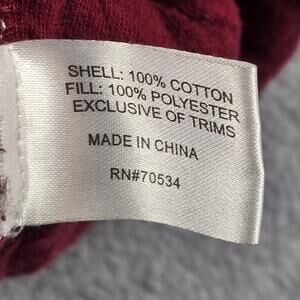 SHELL: 100% COTTON
FILL: 100% POLYESTER
EXCLUSIVE OF TRIMS
MADE IN CHINA
RN#70534